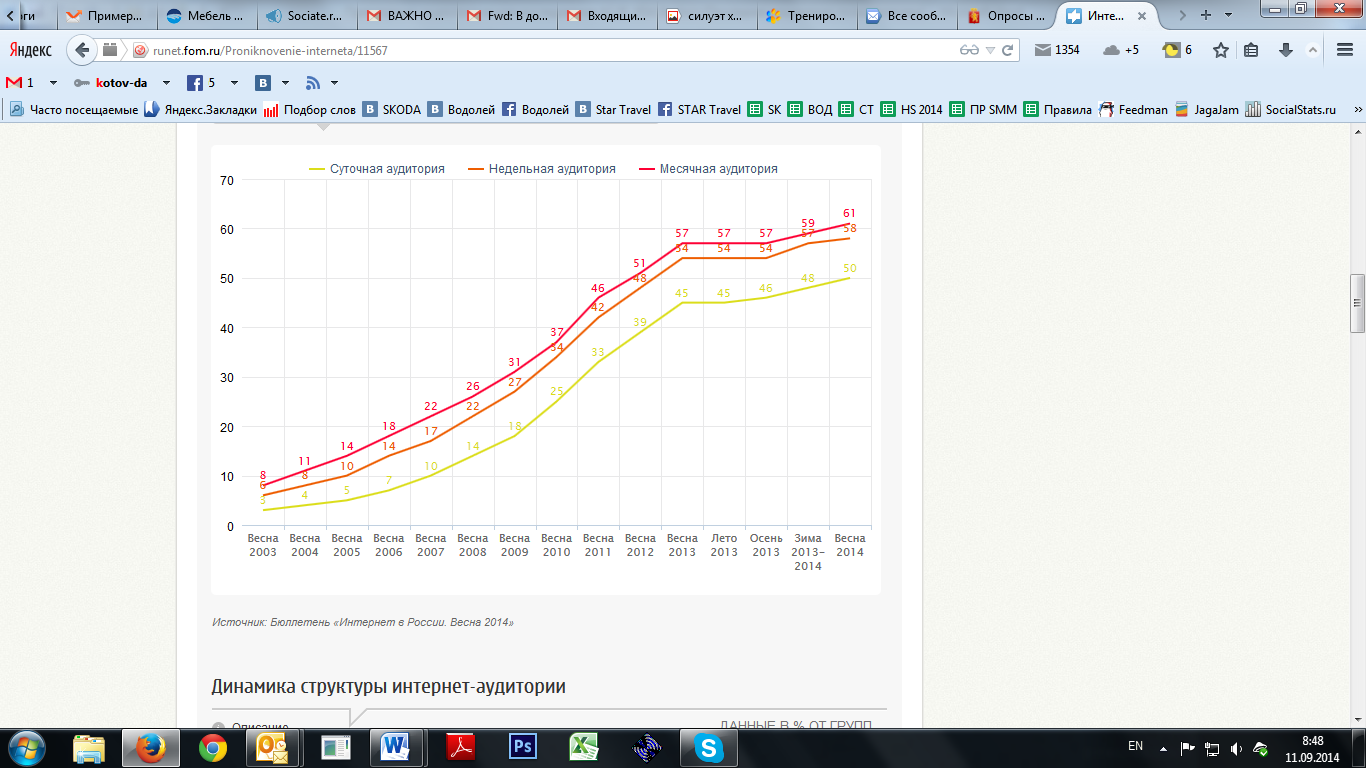 оги Пример... Мебель ... Sociate.r... ВАЖНО ... Fwd: В до... Входящи... силуэт х... Трениро... Все сооб... Опросы ... Инте...
Яндекс runet.fom.ru/Proniknovenie-interneta/11567 1354 +5 6
1 kotov-da 5
Часто посещаемые Яндекс.Закладки Подбор слов SKODA Водолей Водолей Star Travel STAR Travel SK ВОД СТ HS 2014 ПР SMM Правила Feedman JagaJam SocialStats.ru »
Суточная аудитория Недельная аудитория Месячная аудитория
70
60
50
40
30
20
10
0
8 11 14 18 22 26 31 37 46 51 57 57 57 59 61
6 8 10 14 17 22 27 34 42 48 54 54 54 57 58
3 4 5 7 10 14 18 25 33 39 45 45 46 48 50
Весна Весна Весна Весна Весна Весна Весна Весна Весна Весна Весна Лето Осень Зима Весна
2003 2004 2005 2006 2007 2008 2009 2010 2011 2012 2013 2013 2013 2013– 2014
2014
Источник: Бюллетень «Интернет в России. Весна 2014»
Динамика структуры интернет-аудитории
Описание ДАННЫЕ В % ОТ ГРУПП
EN 8:48
11.09.2014